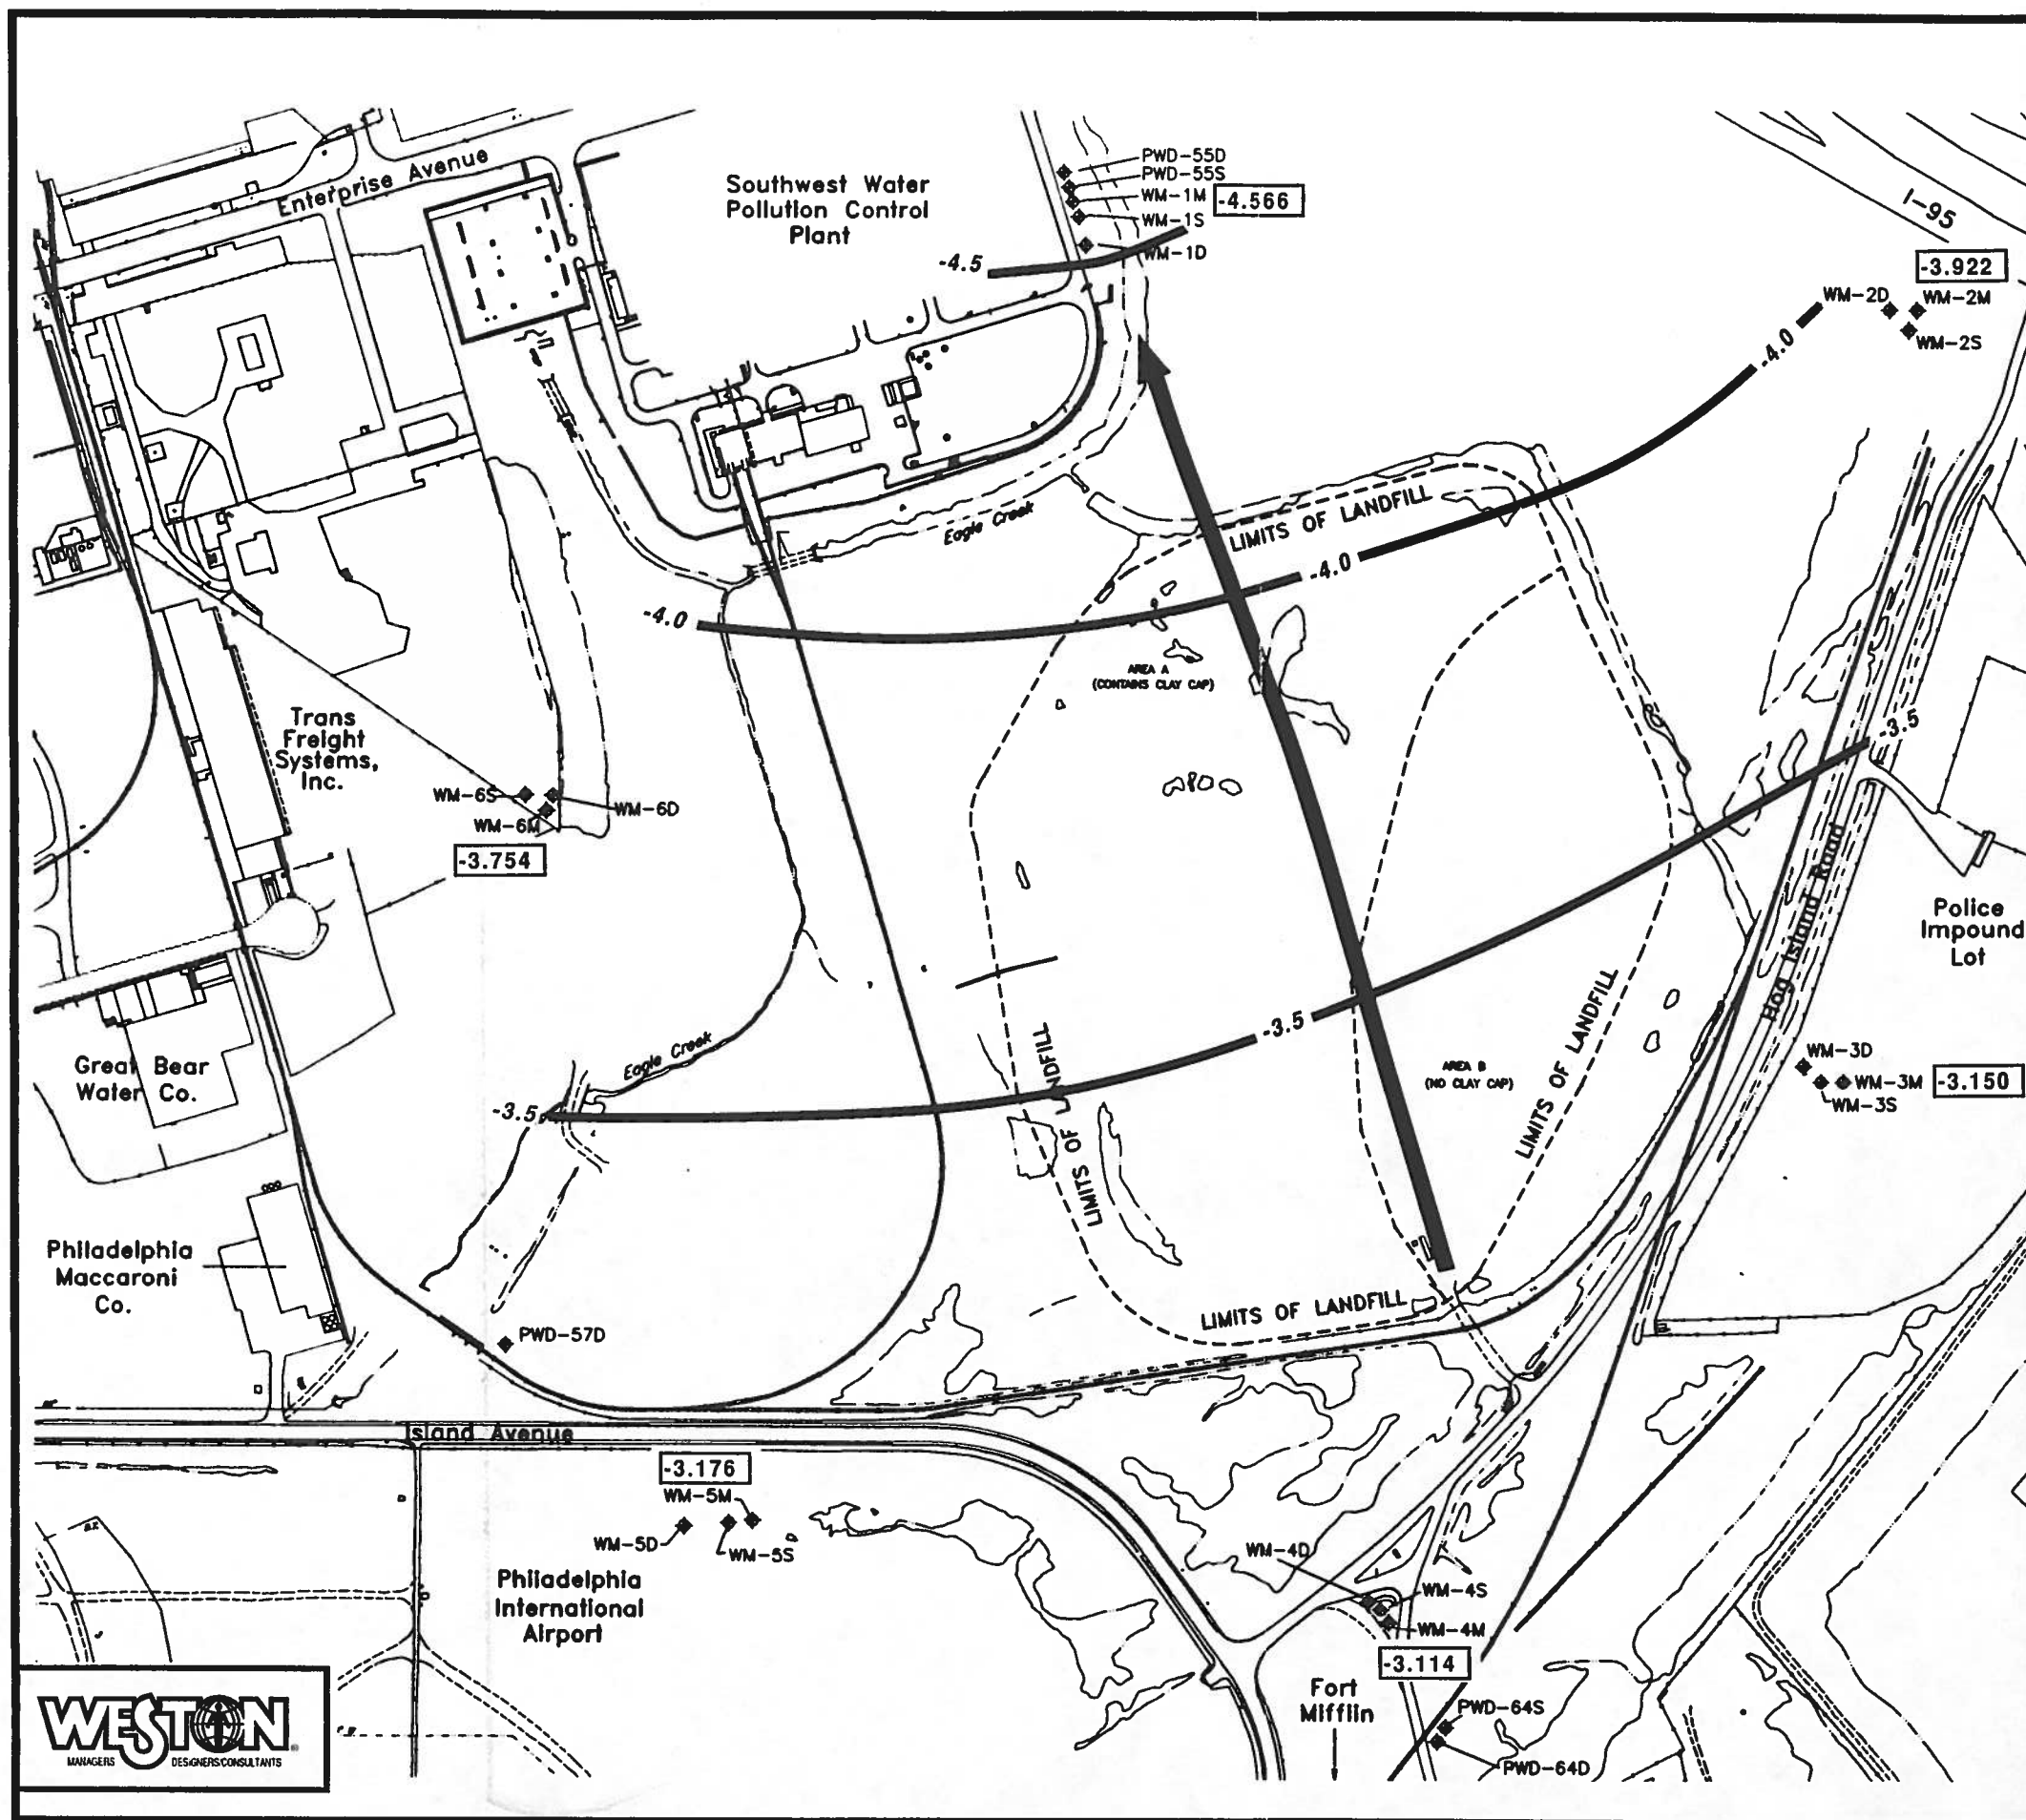 Enterprise Avenue
Southwest Water
Pollution Control
Plant
PWD-55D
PWD-55S
WM-1M
-4.566
WM-1S
WM-1D
-4.5
I-95
-3.922
WM-2D
WM-2M
WM-2S
-4.0
LIMITS OF LANDFILL
Eagle Creek
-4.0
-4.0
AREA A
(CONTAINS CLAY CAP)
Trans
Freight
Systems,
Inc.
-3.5
WM-6S
WM-6D
WM-6M
-3.754
Hog Island Road
Police
Impound
Lot
LIMITS OF LANDFILL
-3.5
Eagle Creek
Great Bear
Water Co.
LIMITS OF LANDFILL
AREA B
(NO CLAY CAP)
WM-3D
WM-3M
-3.150
WM-3S
-3.5
Philadelphia
Maccaroni
Co.
LIMITS OF LANDFILL
PWD-57D
Island Avenue
-3.176
WM-5M
WM-5D
WM-5S
WM-4D
WM-4S
WM-4M
-3.114
Philadelphia
International
Airport
Fort
Mifflin
PWD-64S
PWD-64D
WESTON
MANAGERS DESIGNERS/CONSULTANTS